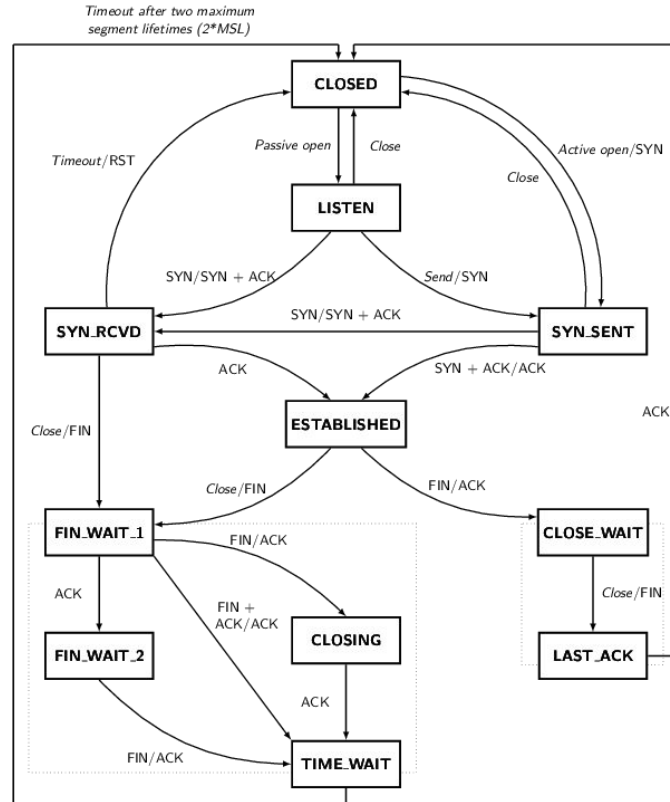 Timeout after two maximum
segment lifetimes (2*MSL)
CLOSED
Timeout/RST
Passive open
Close
Active open/SYN
Close
LISTEN
SYN/SYN + ACK
Send/SYN
SYN_RCVD
SYN/SYN + ACK
SYN_SENT
ACK
SYN + ACK/ACK
ESTABLISHED
ACK
Close/FIN
Close/FIN
FIN/ACK
FIN_WAIT_1
FIN/ACK
CLOSE_WAIT
ACK
FIN +
ACK/ACK
CLOSING
Close/FIN
FIN_WAIT_2
LAST_ACK
ACK
FIN/ACK
TIME_WAIT